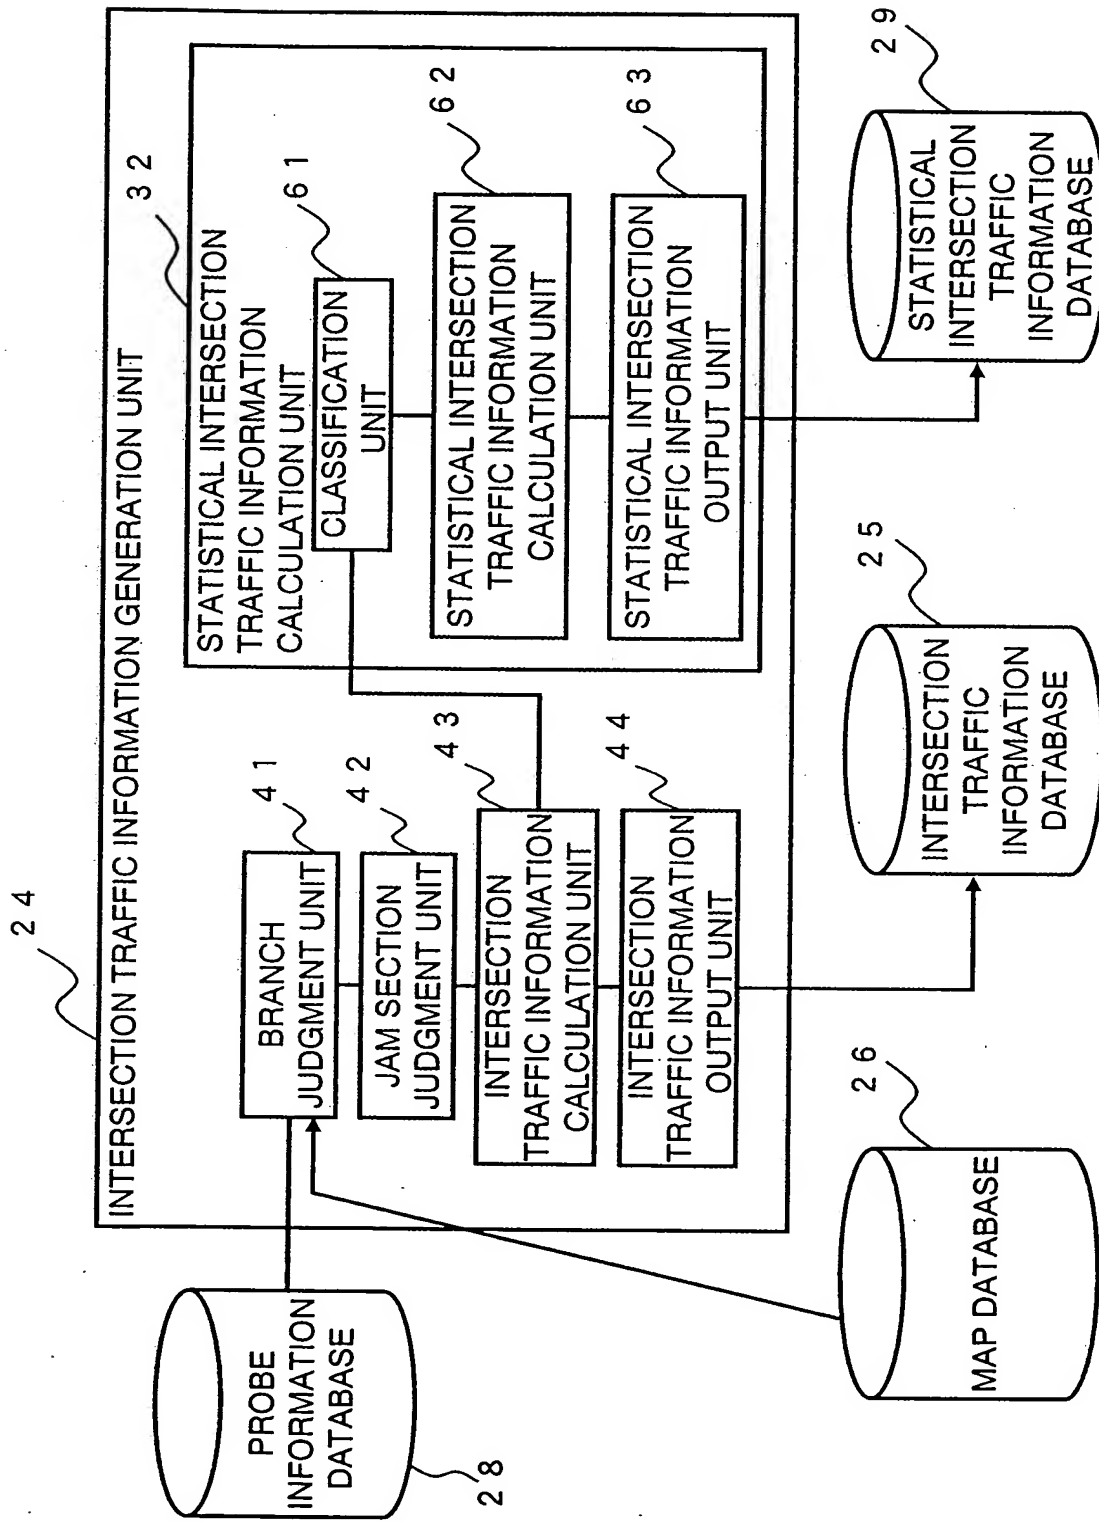 24
INTERSECTION TRAFFIC INFORMATION GENERATION UNIT
32
STATISTICAL INTERSECTION
TRAFFIC INFORMATION
CALCULATION UNIT
61
CLASSIFICATION
UNIT
62
STATISTICAL INTERSECTION
TRAFFIC INFORMATION
CALCULATION UNIT
63
STATISTICAL INTERSECTION
TRAFFIC INFORMATION
OUTPUT UNIT
41
BRANCH
JUDGMENT UNIT
42
JAM SECTION
JUDGMENT UNIT
43
INTERSECTION
TRAFFIC INFORMATION
CALCULATION UNIT
44
INTERSECTION
TRAFFIC INFORMATION
OUTPUT UNIT
PROBE
INFORMATION
DATABASE
28
MAP DATABASE
26
INTERSECTION
TRAFFIC
INFORMATION
DATABASE
25
STATISTICAL
INTERSECTION
TRAFFIC
INFORMATION
DATABASE
29